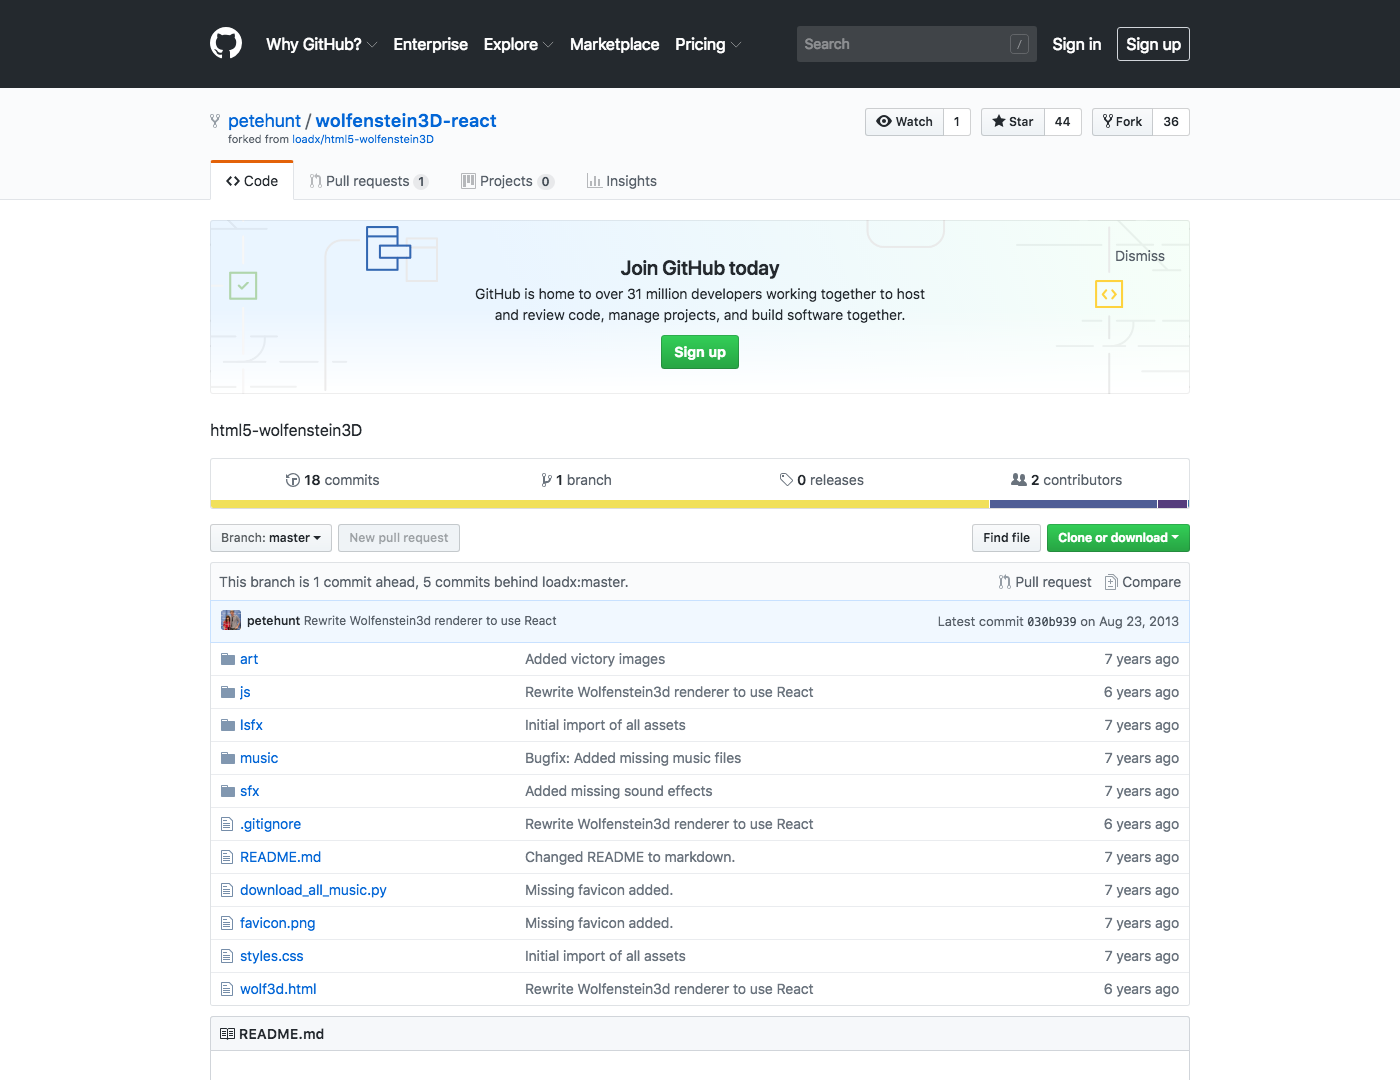 Why GitHub? Enterprise Explore Marketplace Pricing Search / Sign in Sign up
petehunt / wolfenstein3D-react Watch 1 Star 44 Fork 36
forked from loadx/html5-wolfenstein3D
Code Pull requests 1 Projects 0 Insights
Dismiss
Join GitHub today
GitHub is home to over 31 million developers working together to host
and review code, manage projects, and build software together.
Sign up
html5-wolfenstein3D
18 commits 1 branch 0 releases 2 contributors
Branch: master New pull request Find file Clone or download
This branch is 1 commit ahead, 5 commits behind loadx:master. Pull request Compare
petehunt Rewrite Wolfenstein3d renderer to use React Latest commit 030b939 on Aug 23, 2013
art Added victory images 7 years ago
js Rewrite Wolfenstein3d renderer to use React 6 years ago
lsfx Initial import of all assets 7 years ago
music Bugfix: Added missing music files 7 years ago
sfx Added missing sound effects 7 years ago
.gitignore Rewrite Wolfenstein3d renderer to use React 6 years ago
README.md Changed README to markdown. 7 years ago
download_all_music.py Missing favicon added. 7 years ago
favicon.png Missing favicon added. 7 years ago
styles.css Initial import of all assets 7 years ago
wolf3d.html Rewrite Wolfenstein3d renderer to use React 6 years ago
README.md